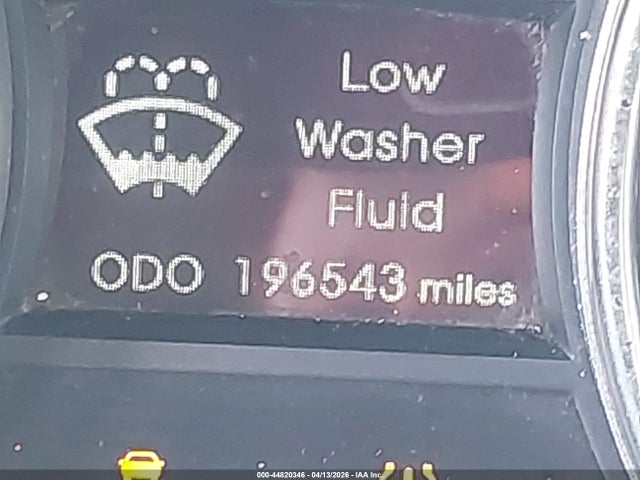 Low
Washer
Fluid
ODO 196543 miles
000-44820346 - 04/13/2026 - IAA Inc.